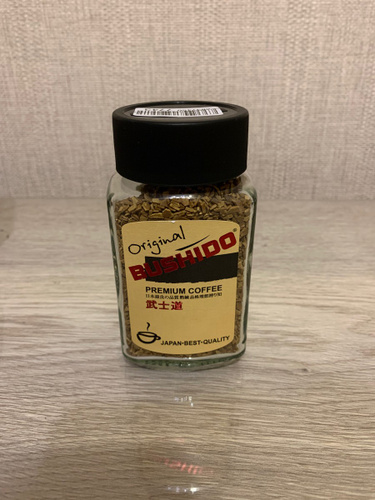 Original
BUSHIDO®
PREMIUM COFFEE
武士道
JAPAN-BEST-QUALITY